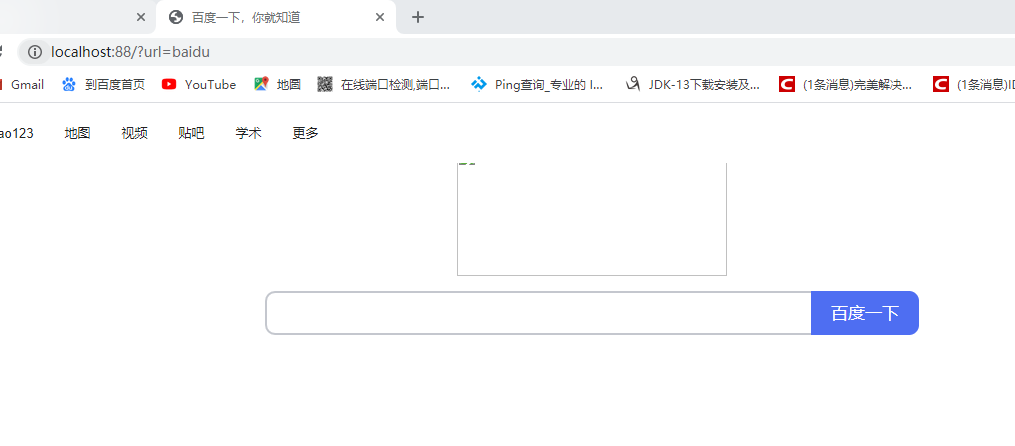 百度一下，你就知道
localhost:88/?url=baidu
Gmail 到百度首页 YouTube 地图 在线端口检测,端口... Ping查询_专业的 I... JDK-13下载安装及... (1条消息)完美解决... (1条消息)ID
ao123 地图 视频 贴吧 学术 更多
百度一下